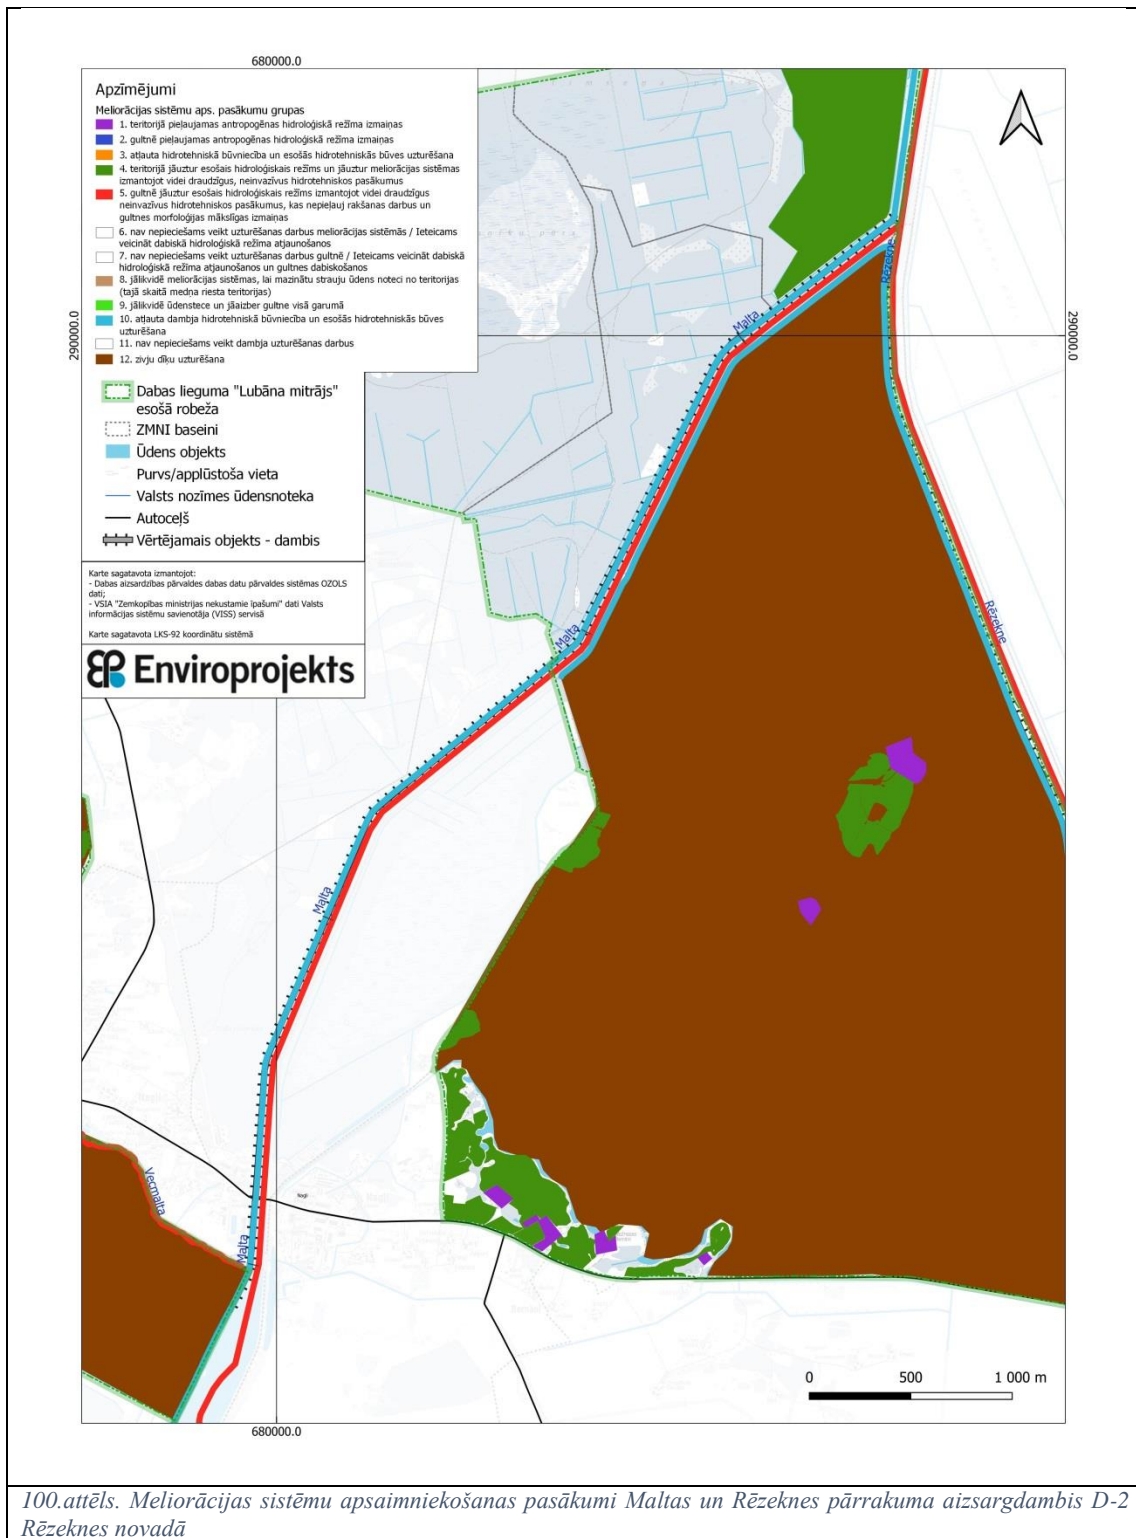 680000.0
Apzīmējumi
Meliorācijas sistēmu aps. pasākumu grupas
1. teritorijā pieļaujamas antropogēnas hidroloģiskā režīma izmaiņas
2. gultnē pieļaujamas antropogēnas hidroloģiskā režīma izmaiņas
3. atļauta hidrotehniskā būvniecība un esošās hidrotehniskās būves uzturēšana
4. teritorijā jāuztur esošais hidroloģiskais režīms un jāuztur meliorācijas sistēmas
izmantojot videi draudzīgus, neinvazīvus hidrotehniskos pasākumus
5. gultnē jāuztur esošais hidroloģiskais režīms izmantojot videi draudzīgus
neinvazīvus hidrotehniskos pasākumus, kas nepieļauj rakšanas darbus un
gultnes morfoloģijas mākslīgas izmaiņas
6. nav nepieciešams veikt uzturēšanas darbus meliorācijas sistēmās / Ieteicams
veicināt dabiskā hidroloģiskā režīma atjaunošanos
7. nav nepieciešams veikt uzturēšanas darbus gultnē / Ieteicams veicināt dabiskā
hidroloģiskā režīma atjaunošanos un gultnes dabiskošanos
8. jālikvidē meliorācijas sistēmas, lai mazinātu strauju ūdens noteci no teritorijas
(tajā skaitā medņa riesta teritorijas)
9. jālikvidē ūdenstece un jāaizber gultne visā garumā
10. atļauta dambja hidrotehniskā būvniecība un esošās hidrotehniskās būves
uzturēšana
11. nav nepieciešams veikt dambja uzturēšanas darbus
12. zivju dīķu uzturēšana
Dabas lieguma "Lubāna mitrājs"
esošā robeža
ZMNI baseini
Ūdens objekts
Purvs/applūstoša vieta
Valsts nozīmes ūdensnoteka
Autoceļš
Vērtējamais objekts - dambis
Karte sagatavota izmantojot:
- Dabas aizsardzības pārvaldes dabas datu pārvaldes sistēmas OZOLS
dati;
- VSIA "Zemkopības ministrijas nekustamie īpašumi" dati Valsts
informācijas sistēmu savienotāja (VISS) servisā
Karte sagatavota LKS-92 koordinātu sistēmā
Enviroprojekts
290000.0
290000.0
Rēzekne
Malta
Malta
Rēzekne
Malta
Vecmalta
Nagļi
Malta
0 500 1 000 m
680000.0
100.attēls. Meliorācijas sistēmu apsaimniekošanas pasākumi Maltas un Rēzeknes pārrakuma aizsargdambis D-2
Rēzeknes novadā